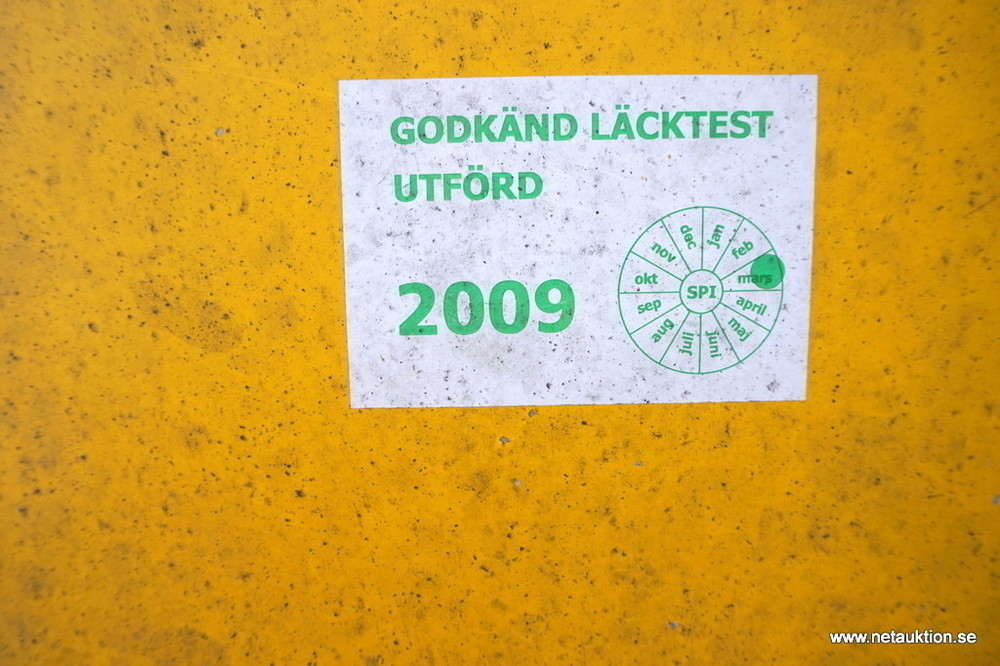 GODKÄND LÄCKTEST
UTFÖRD
2009
jan
feb
mars
april
maj
juni
juli
aug
sep
okt
nov
dec
SPI
www.netauktion.se